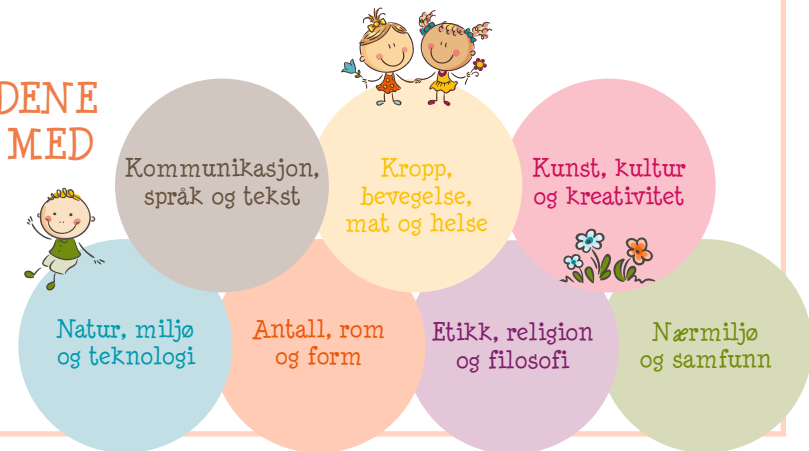 DENE
MED
Kommunikasjon,
språk og tekst
Kropp,
bevegelse,
mat og helse
Kunst, kultur
og kreativitet
Natur, miljø
og teknologi
Antall, rom
og form
Etikk, religion
og filosofi
Nærmiljø
og samfunn